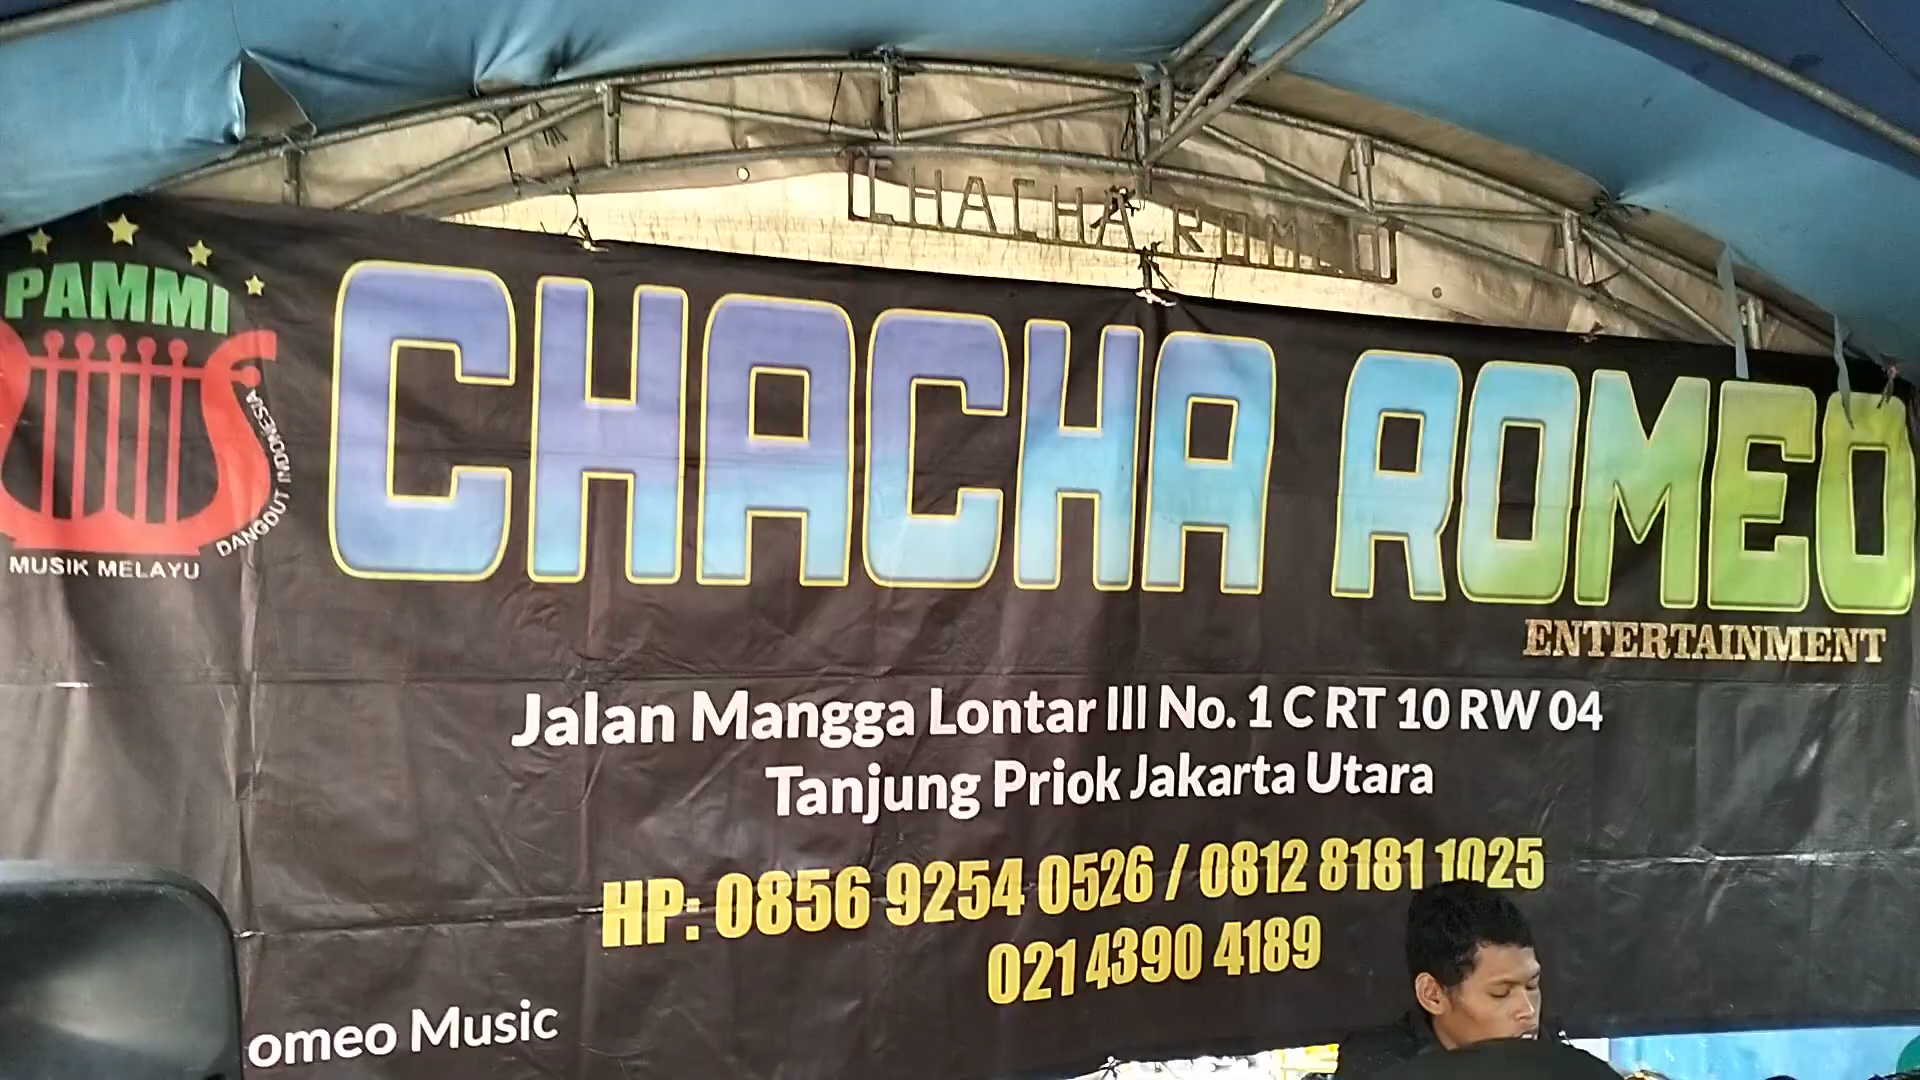 CHACHA ROMEO
PAMMI
DANGDUT INDONESIA
MUSIK MELAYU
CHACHA ROMEO
ENTERTAINMENT
Jalan Mangga Lontar III No. 1 C RT 10 RW 04
Tanjung Priok Jakarta Utara
HP: 0856 9254 0526 / 0812 8181 1025
021 4390 4189
omeo Music